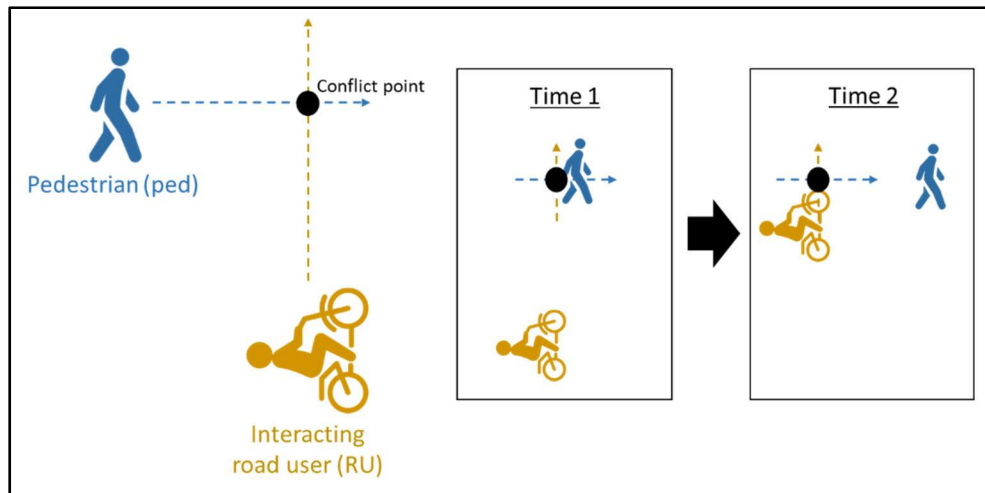 Conflict point
Pedestrian (ped)
Interacting
road user (RU)
Time 1
Time 2